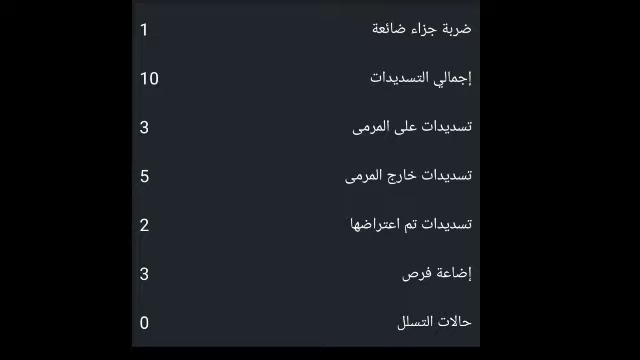 ضربة جزاء ضائعة 1
إجمالي التسديدات 10
تسديدات على المرمى 3
تسديدات خارج المرمى 5
تسديدات تم اعتراضها 2
إضاعة فرص 3
حالات التسلل 0